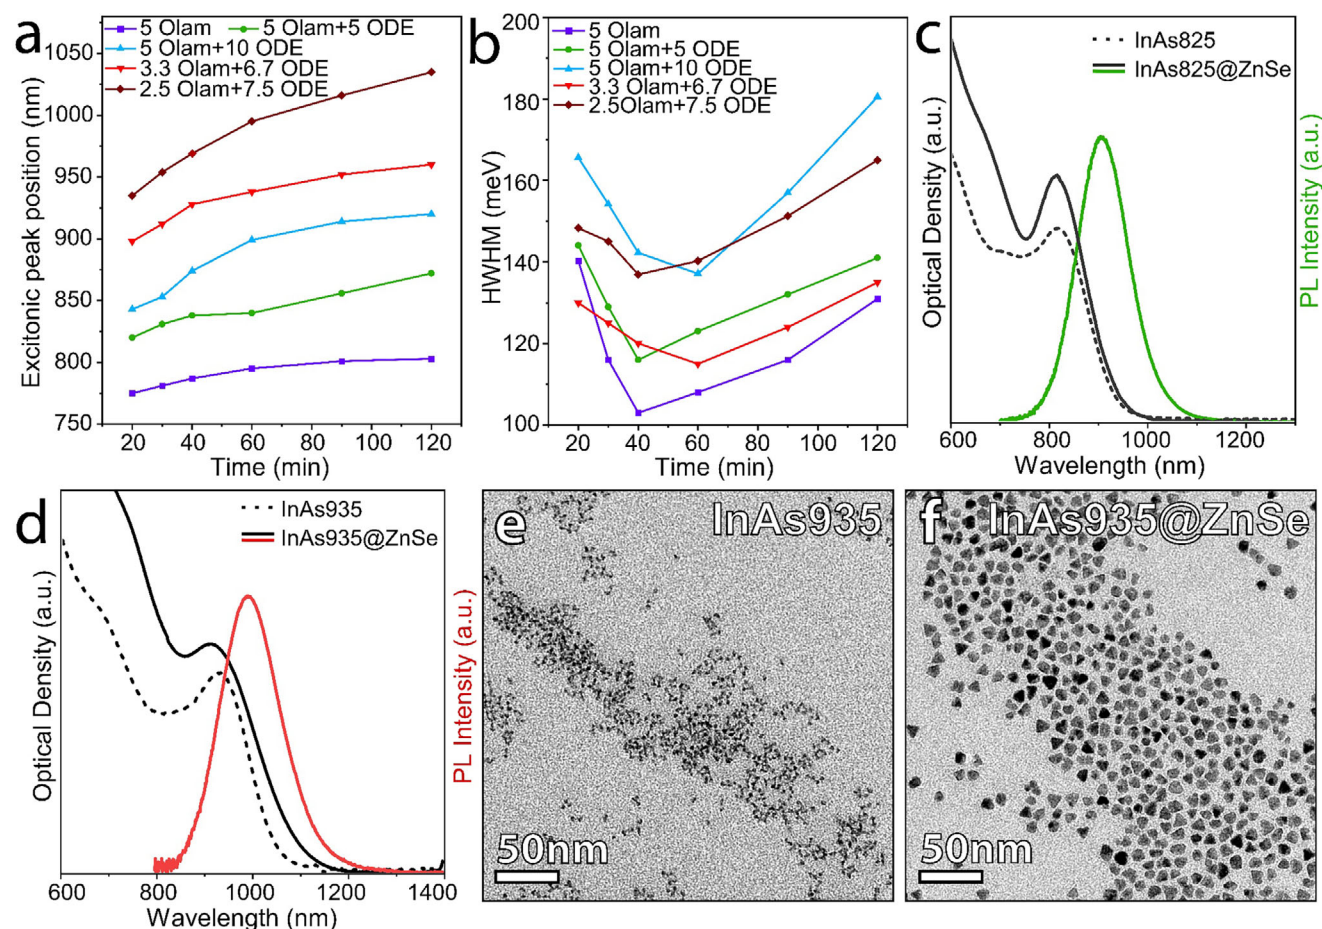 a
5 Olam
5 Olam+5 ODE
5 Olam+10 ODE
3.3 Olam+6.7 ODE
2.5 Olam+7.5 ODE
Excitonic peak position (nm)
1050
1000
950
900
850
800
750
20 40 60 80 100 120
Time (min)
b
5 Olam
5 Olam+5 ODE
5 Olam+10 ODE
3.3 Olam+6.7 ODE
2.5Olam+7.5 ODE
HWHM (meV)
200
180
160
140
120
100
20 40 60 80 100 120
Time (min)
c
InAs825
InAs825@ZnSe
Optical Density (a.u.)
PL Intensity (a.u.)
600 800 1000 1200
Wavelength (nm)
d
InAs935
InAs935@ZnSe
Optical Density (a.u.)
PL Intensity (a.u.)
600 800 1000 1200 1400
Wavelength (nm)
e
InAs935
50nm
f
InAs935@ZnSe
50nm